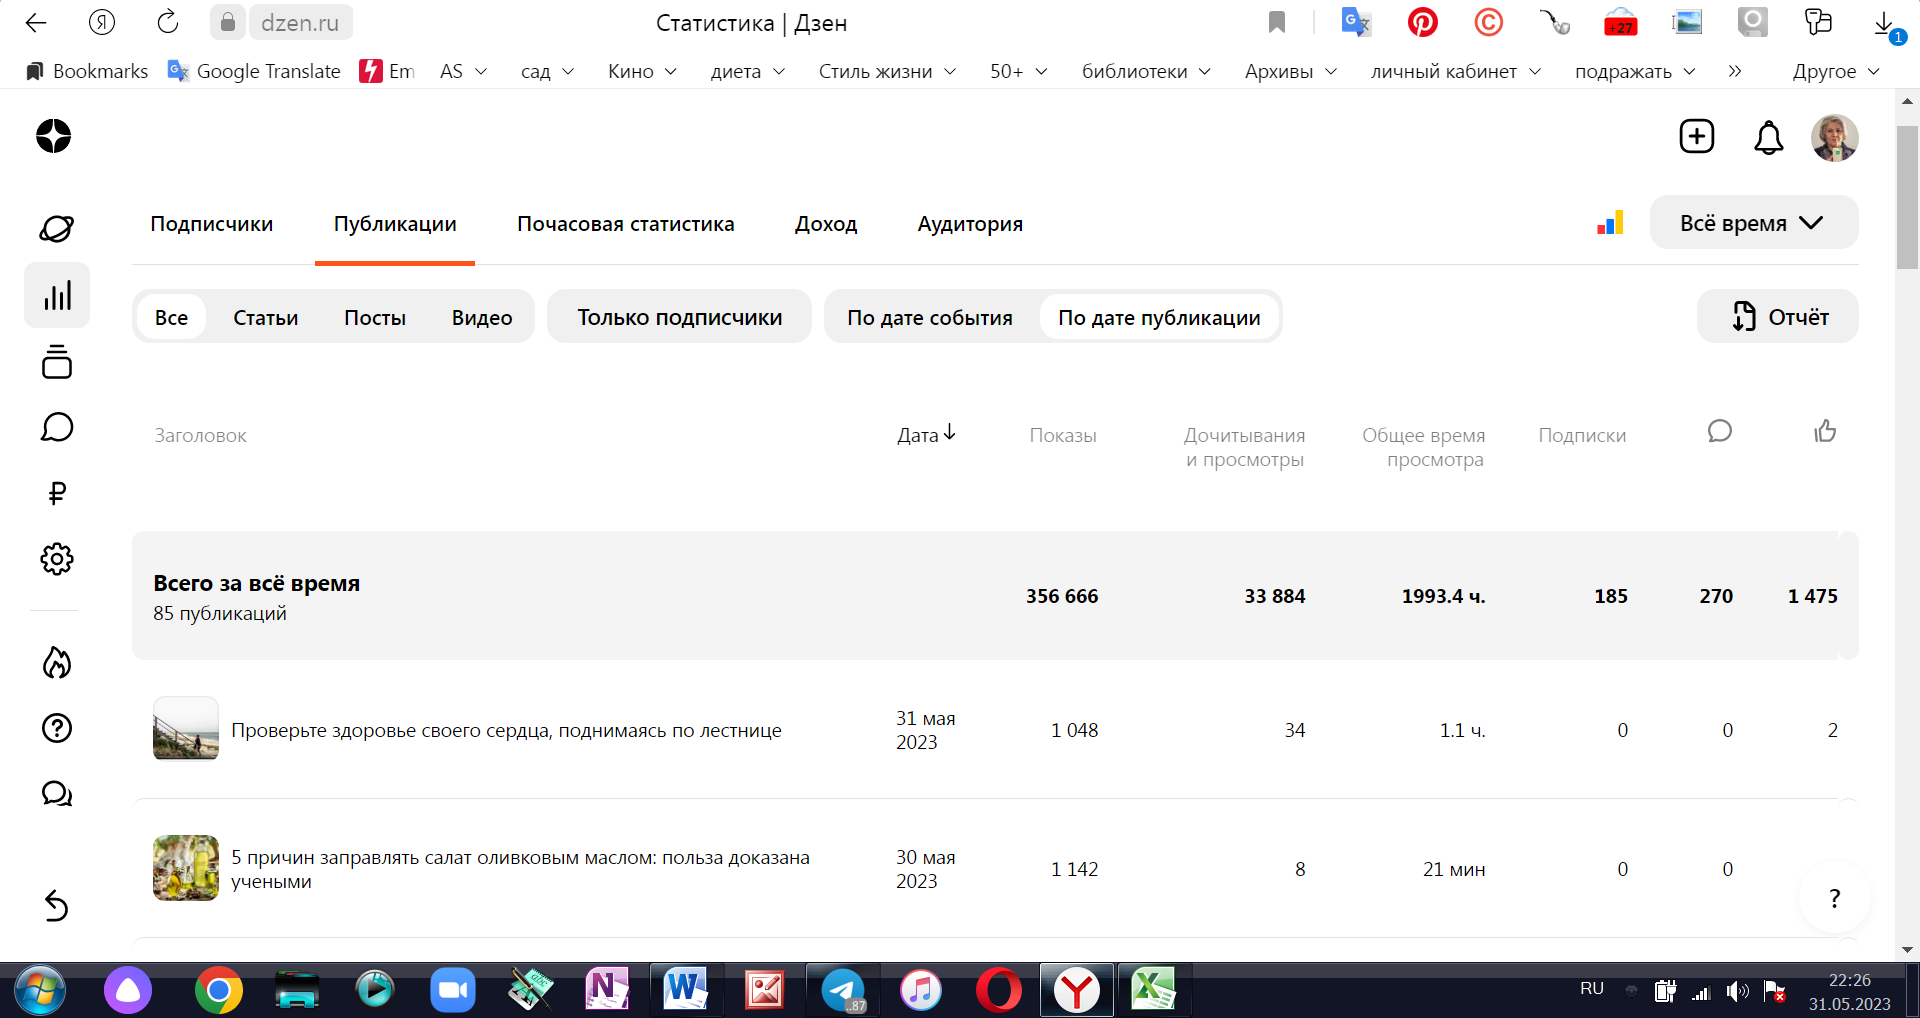 Я
dzen.ru
Статистика | Дзен
+27
1
Bookmarks
Google Translate
Em
AS
сад
Кино
диета
Стиль жизни
50+
библиотеки
Архивы
личный кабинет
подражать
»
Другое
Подписчики
Публикации
Почасовая статистика
Доход
Аудитория
Всё время
Все
Статьи
Посты
Видео
Только подписчики
По дате события
По дате публикации
Отчёт
Заголовок
Дата
Показы
Дочитывания
и просмотры
Общее время
просмотра
Подписки
Всего за всё время
85 публикаций
356 666
33 884
1993.4 ч.
185
270
1 475
Проверьте здоровье своего сердца, поднимаясь по лестнице
31 мая
2023
1 048
34
1.1 ч.
0
0
2
5 причин заправлять салат оливковым маслом: польза доказана
учеными
30 мая
2023
1 142
8
21 мин
0
0
?
..87
RU
22:26
31.05.2023